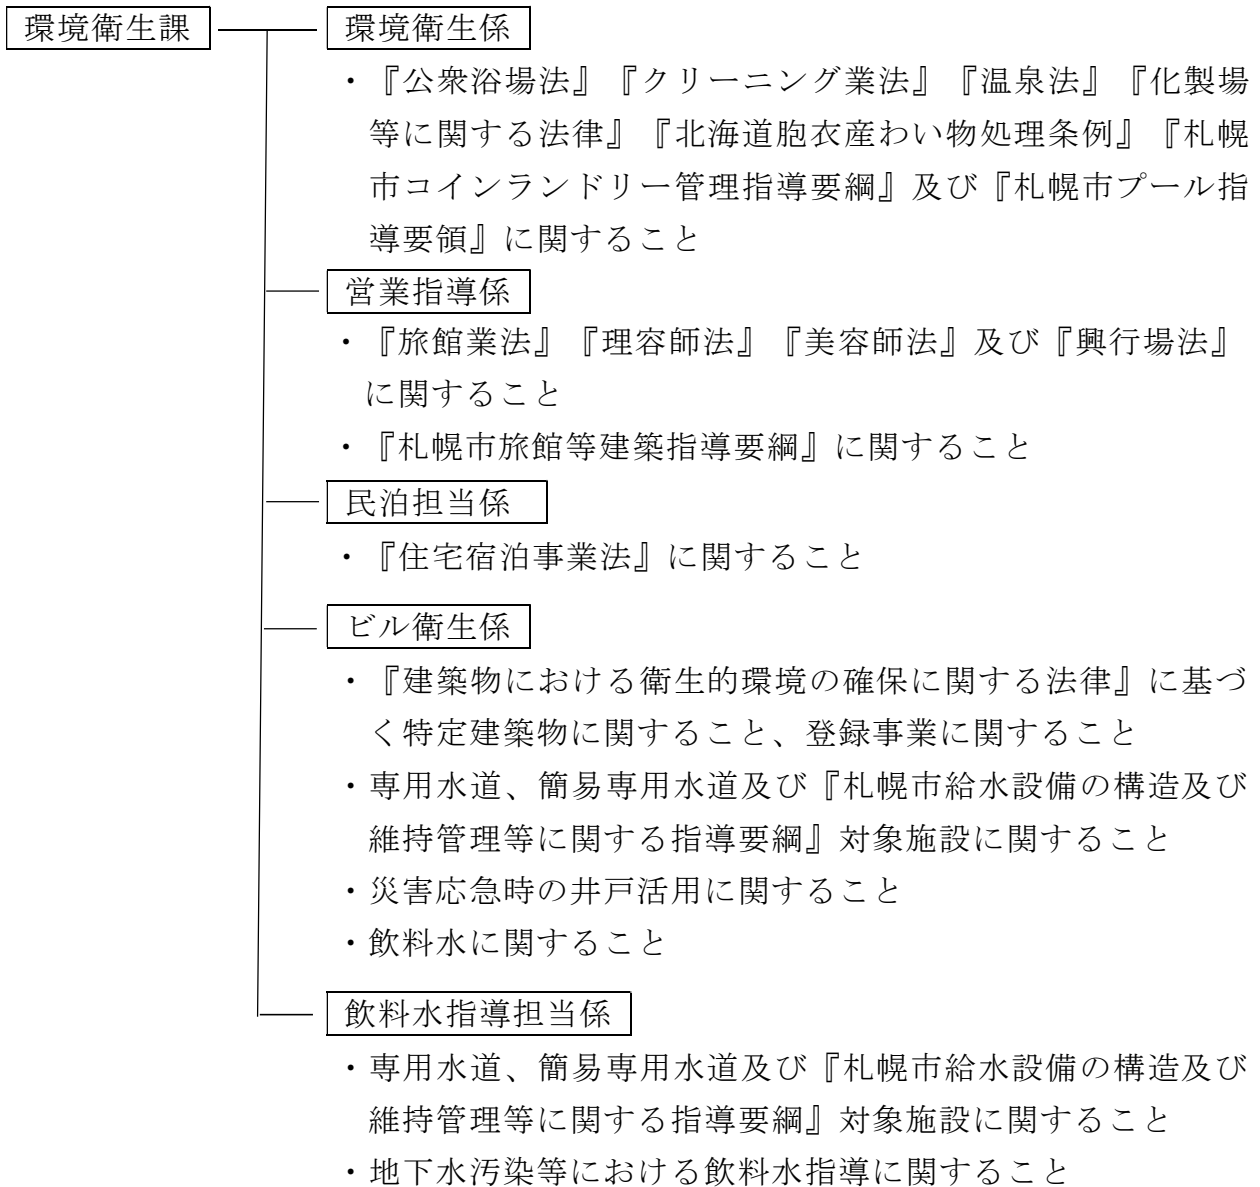 環境衛生課
環境衛生係
・『公衆浴場法』『クリーニング業法』『温泉法』『化製場
等に関する法律』『北海道胞衣産わい物処理条例』『札幌
市コインランドリー管理指導要綱』及び『札幌市プール指
導要領』に関すること
営業指導係
・『旅館業法』『理容師法』『美容師法』及び『興行場法』
に関すること
・『札幌市旅館等建築指導要綱』に関すること
民泊担当係
・『住宅宿泊事業法』に関すること
ビル衛生係
・『建築物における衛生的環境の確保に関する法律』に基づ
く特定建築物に関すること、登録事業に関すること
・専用水道、簡易専用水道及び『札幌市給水設備の構造及び
維持管理等に関する指導要綱』対象施設に関すること
・災害応急時の井戸活用に関すること
・飲料水に関すること
飲料水指導担当係
・専用水道、簡易専用水道及び『札幌市給水設備の構造及び
維持管理等に関する指導要綱』対象施設に関すること
・地下水汚染等における飲料水指導に関すること